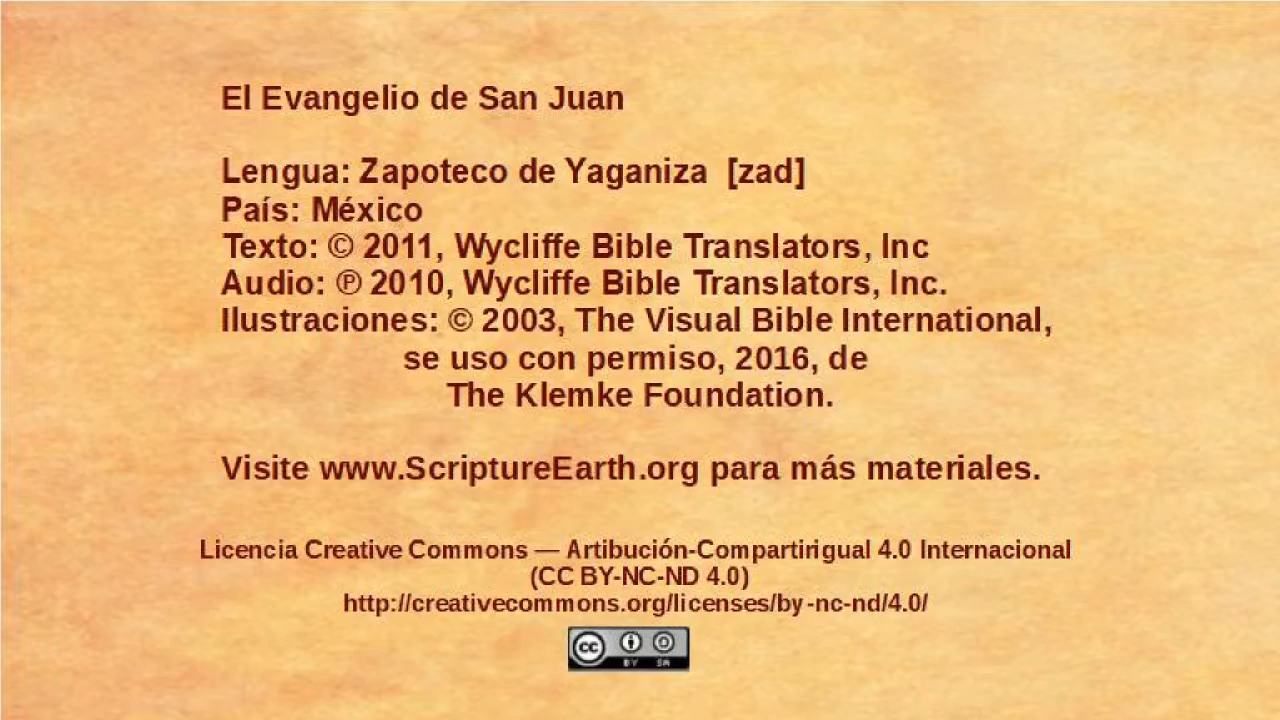 El Evangelio de San Juan
Lengua: Zapoteco de Yaganiza [zad]
País: México
Texto: © 2011, Wycliffe Bible Translators, Inc
Audio: ℗ 2010, Wycliffe Bible Translators, Inc.
Ilustraciones: © 2003, The Visual Bible International,
se uso con permiso, 2016, de
The Klemke Foundation.
Visite www.ScriptureEarth.org para más materiales.
Licencia Creative Commons — Artibución-Compartirigual 4.0 Internacional
(CC BY-NC-ND 4.0)
http://creativecommons.org/licenses/by-nc-nd/4.0/
cc BY SA